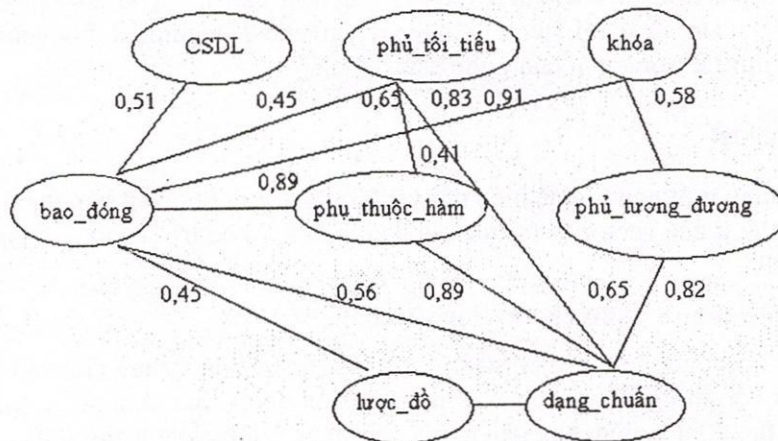 CSDL
phủ_tối_tiểu
khóa
0,51
0,45
0,65
0,83
0,91
0,58
0,41
0,89
bao_đóng
phụ_thuộc_hàm
phủ_tương_đương
0,45
0,56
0,89
0,65
0,82
lược_đồ
dạng_chuẩn